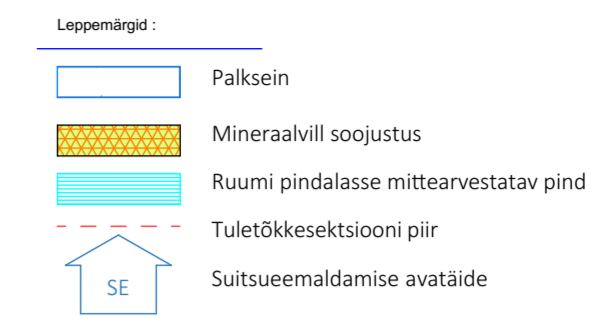 Leppemärgid :
Palksein
Mineraalvill soojustus
Ruumi pindalasse mittearvestatav pind
Tuletõkkesektsiooni piir
SE
Suitsueemaldamise avatäide